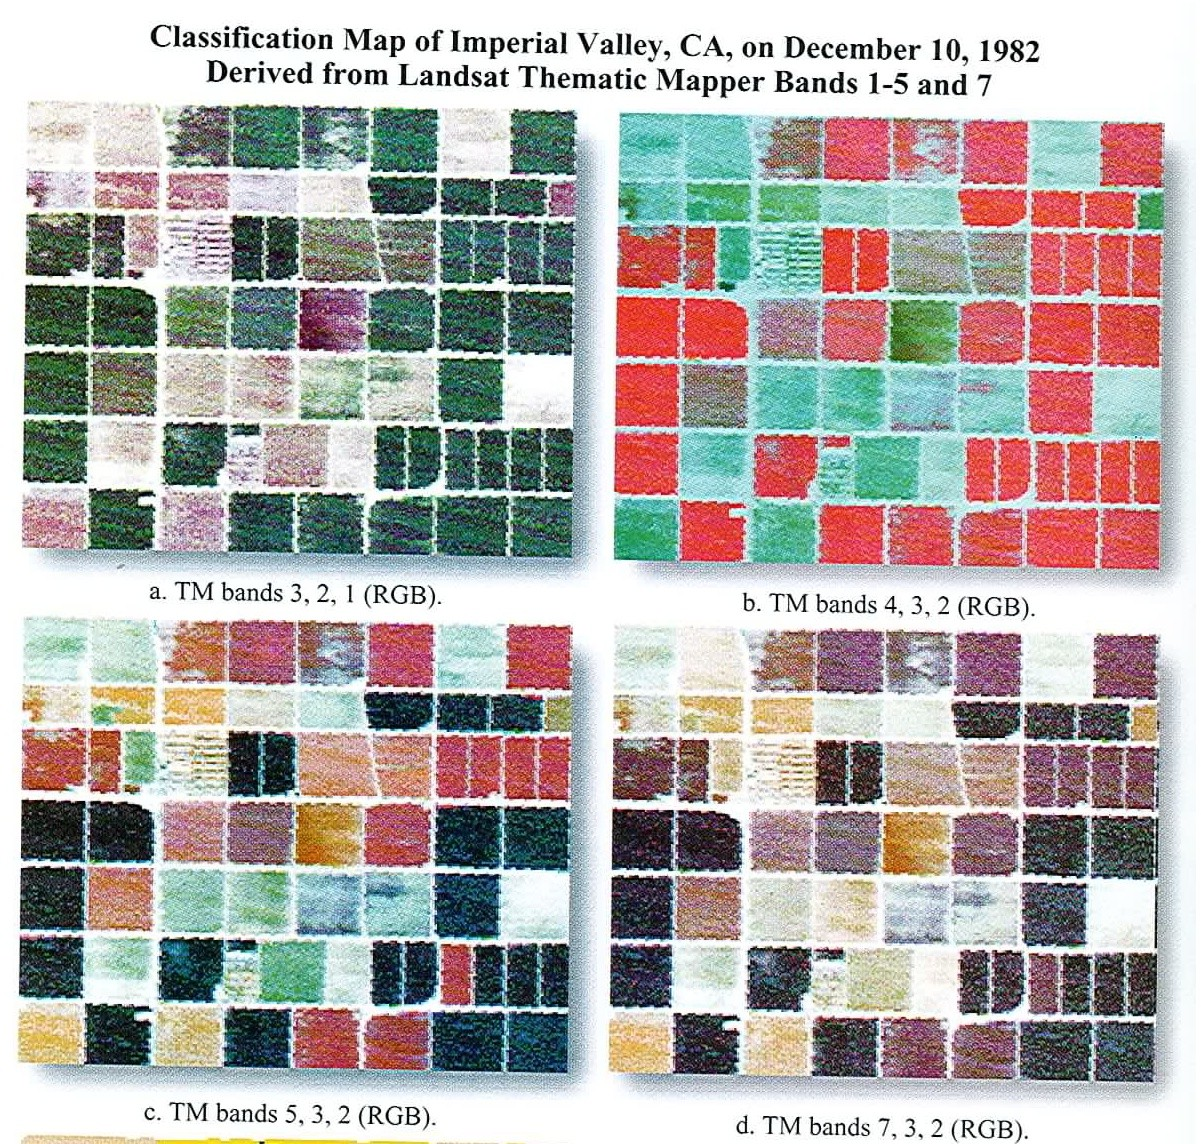 Classification Map of Imperial Valley, CA, on December 10, 1982
Derived from Landsat Thematic Mapper Bands 1-5 and 7
a. TM bands 3, 2, 1 (RGB).
b. TM bands 4, 3, 2 (RGB).
c. TM bands 5, 3, 2 (RGB).
d. TM bands 7, 3, 2 (RGB).